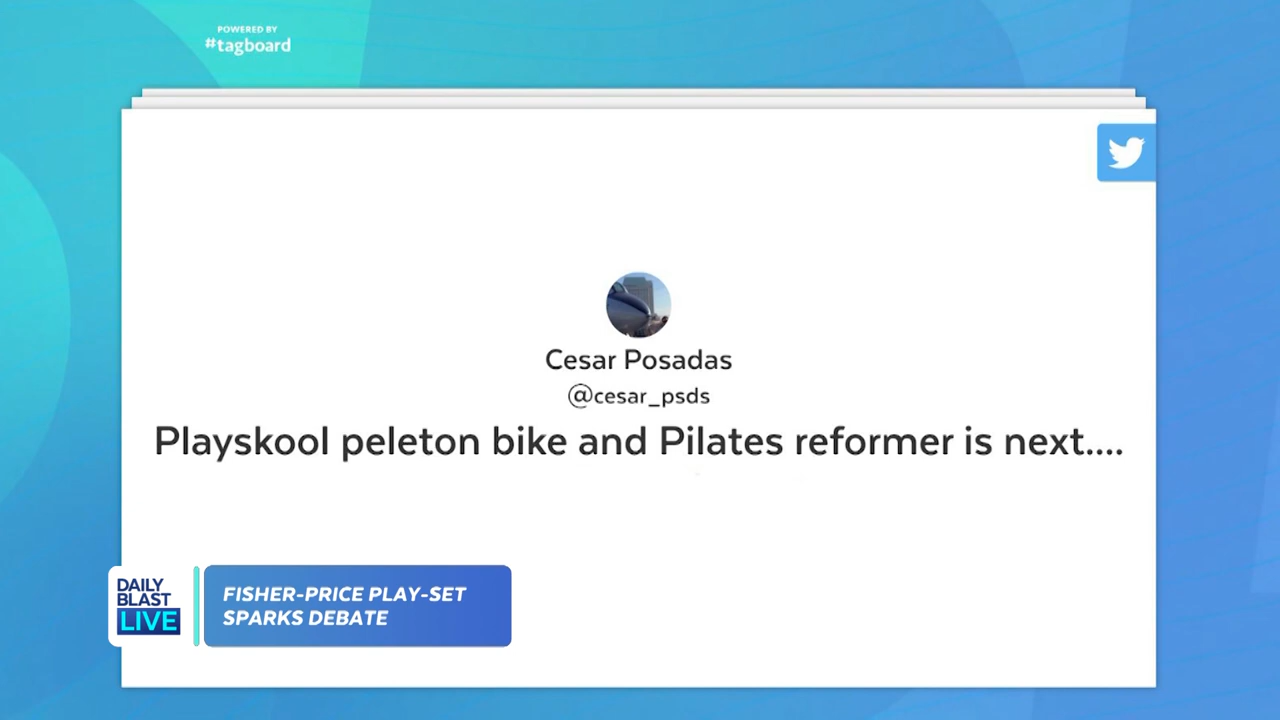 POWERED BY
#tagboard
Cesar Posadas
@cesar_psds
Playskool peleton bike and Pilates reformer is next....
DAILY
BLAST
LIVE
FISHER-PRICE PLAY-SET
SPARKS DEBATE